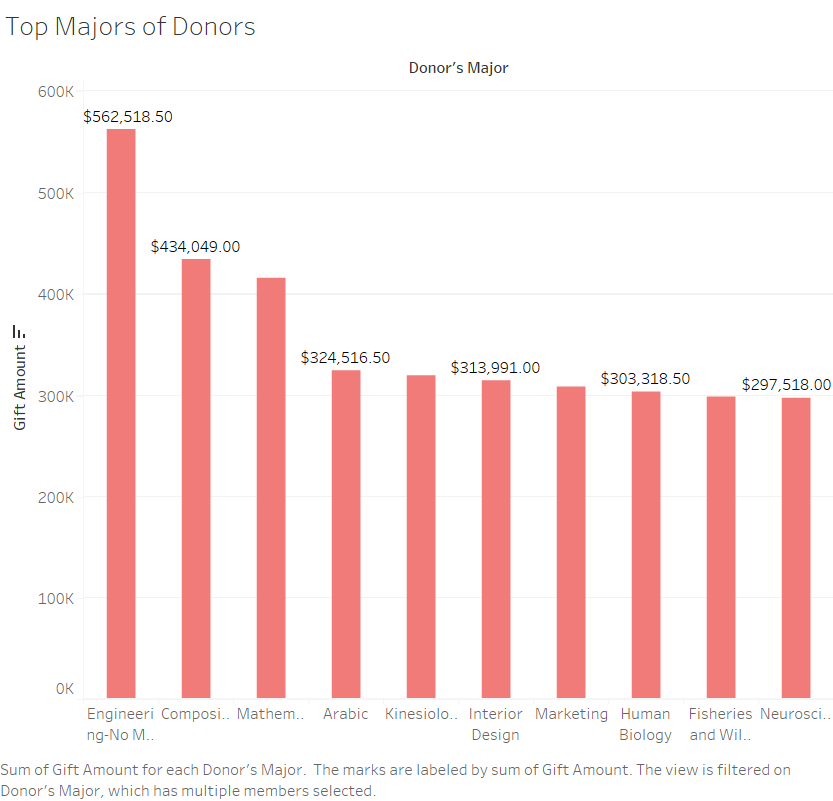 Top Majors of Donors
Donor's Major
600K
$562,518.50
500K
$434,049.00
400K
$324,516.50
$313,991.00
$303,318.50
$297,518.00
300K
200K
100K
0K
Gift Amount
Engineeri
ng-No M..
Composi..
Mathem..
Arabic
Kinesiolo..
Interior
Design
Marketing
Human
Biology
Fisheries
and Wil..
Neurosci..
Sum of Gift Amount for each Donor's Major.  The marks are labeled by sum of Gift Amount. The view is filtered on
Donor's Major, which has multiple members selected.